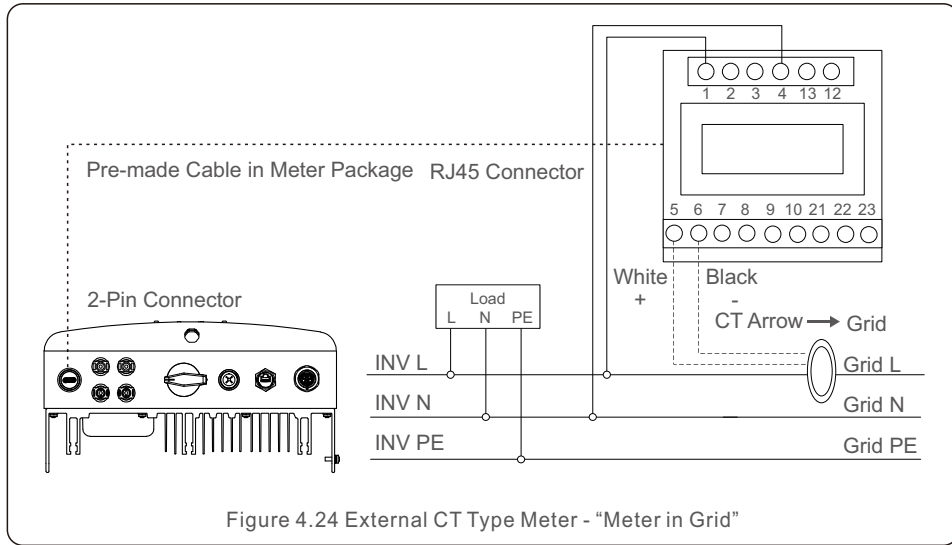 1 2 3 4 13 12
Pre-made Cable in Meter Package RJ45 Connector
5 6 7 8 9 10 21 22 23
White Black
+ -
2-Pin Connector
Load
L N PE
CT Arrow Grid
INV L Grid L
INV N Grid N
INV PE Grid PE
Figure 4.24 External CT Type Meter - “Meter in Grid”